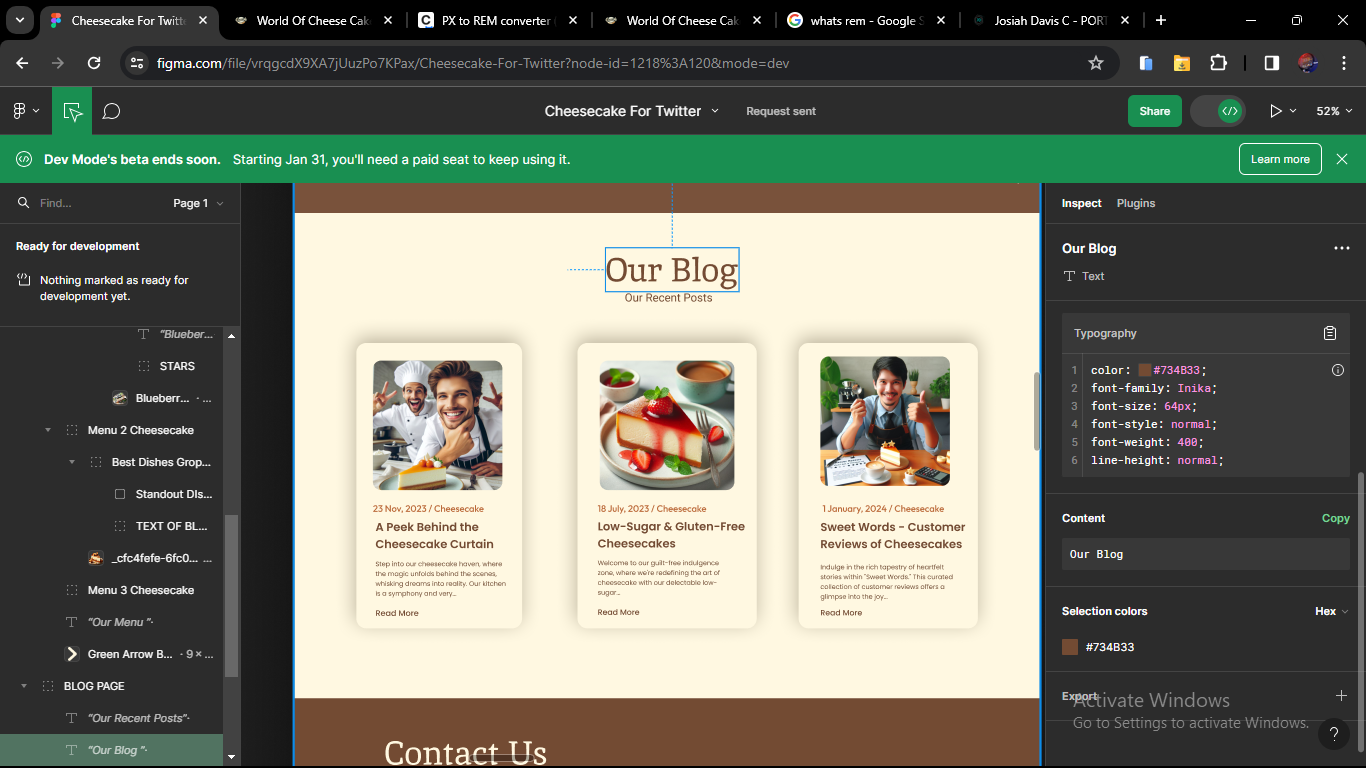 Cheesecake For Twitt
World Of Cheese Cak
PX to REM converter
World Of Cheese Cak
whats rem - Google S
Josiah Davis C - POR
figma.com/file/vrqgcdX9XA7jUuzPo7KPax/Cheesecake-For-Twitter?node-id=1218%3A120&mode=dev
Cheesecake For Twitter
Request sent
Share
52%
Dev Mode's beta ends soon. Starting Jan 31, you'll need a paid seat to keep using it.
Learn more
Find...
Page 1
Ready for development
Nothing marked as ready for
development yet.
"Blueber...
STARS
Blueberr... · ...
Menu 2 Cheesecake
Best Dishes Grop...
Standout DIs...
TEXT OF BL...
_cfc4fefe-6fc0... ...
Menu 3 Cheesecake
"Our Menu "·
Green Arrow B... · 9 × ...
BLOG PAGE
"Our Recent Posts"·
"Our Blog "·
Our Blog
Our Recent Posts
23 Nov, 2023 / Cheesecake
A Peek Behind the
Cheesecake Curtain
Step into our cheesecake haven, where
the magic unfolds behind the scenes,
whisking dreams into reality. Our kitchen
is a symphony and very...
Read More
18 July, 2023 / Cheesecake
Low-Sugar & Gluten-Free
Cheesecakes
Welcome to our guilt-free indulgence
zone, where we're redefining the art of
cheesecake with our delectable low-
sugar...
Read More
1 January, 2024 / Cheesecake
Sweet Words - Customer
Reviews of Cheesecakes
Indulge in the rich tapestry of heartfelt
stories within "Sweet Words." This curated
collection of customer reviews offers a
glimpse into the joy...
Read More
Contact Us
Inspect
Plugins
Our Blog
Text
Typography
1 color: #734B33;
2 font-family: Inika;
3 font-size: 64px;
4 font-style: normal;
5 font-weight: 400;
6 line-height: normal;
Content
Copy
Our Blog
Selection colors
Hex
#734B33
Export
Activate Windows
Go to Settings to activate Windows.
?